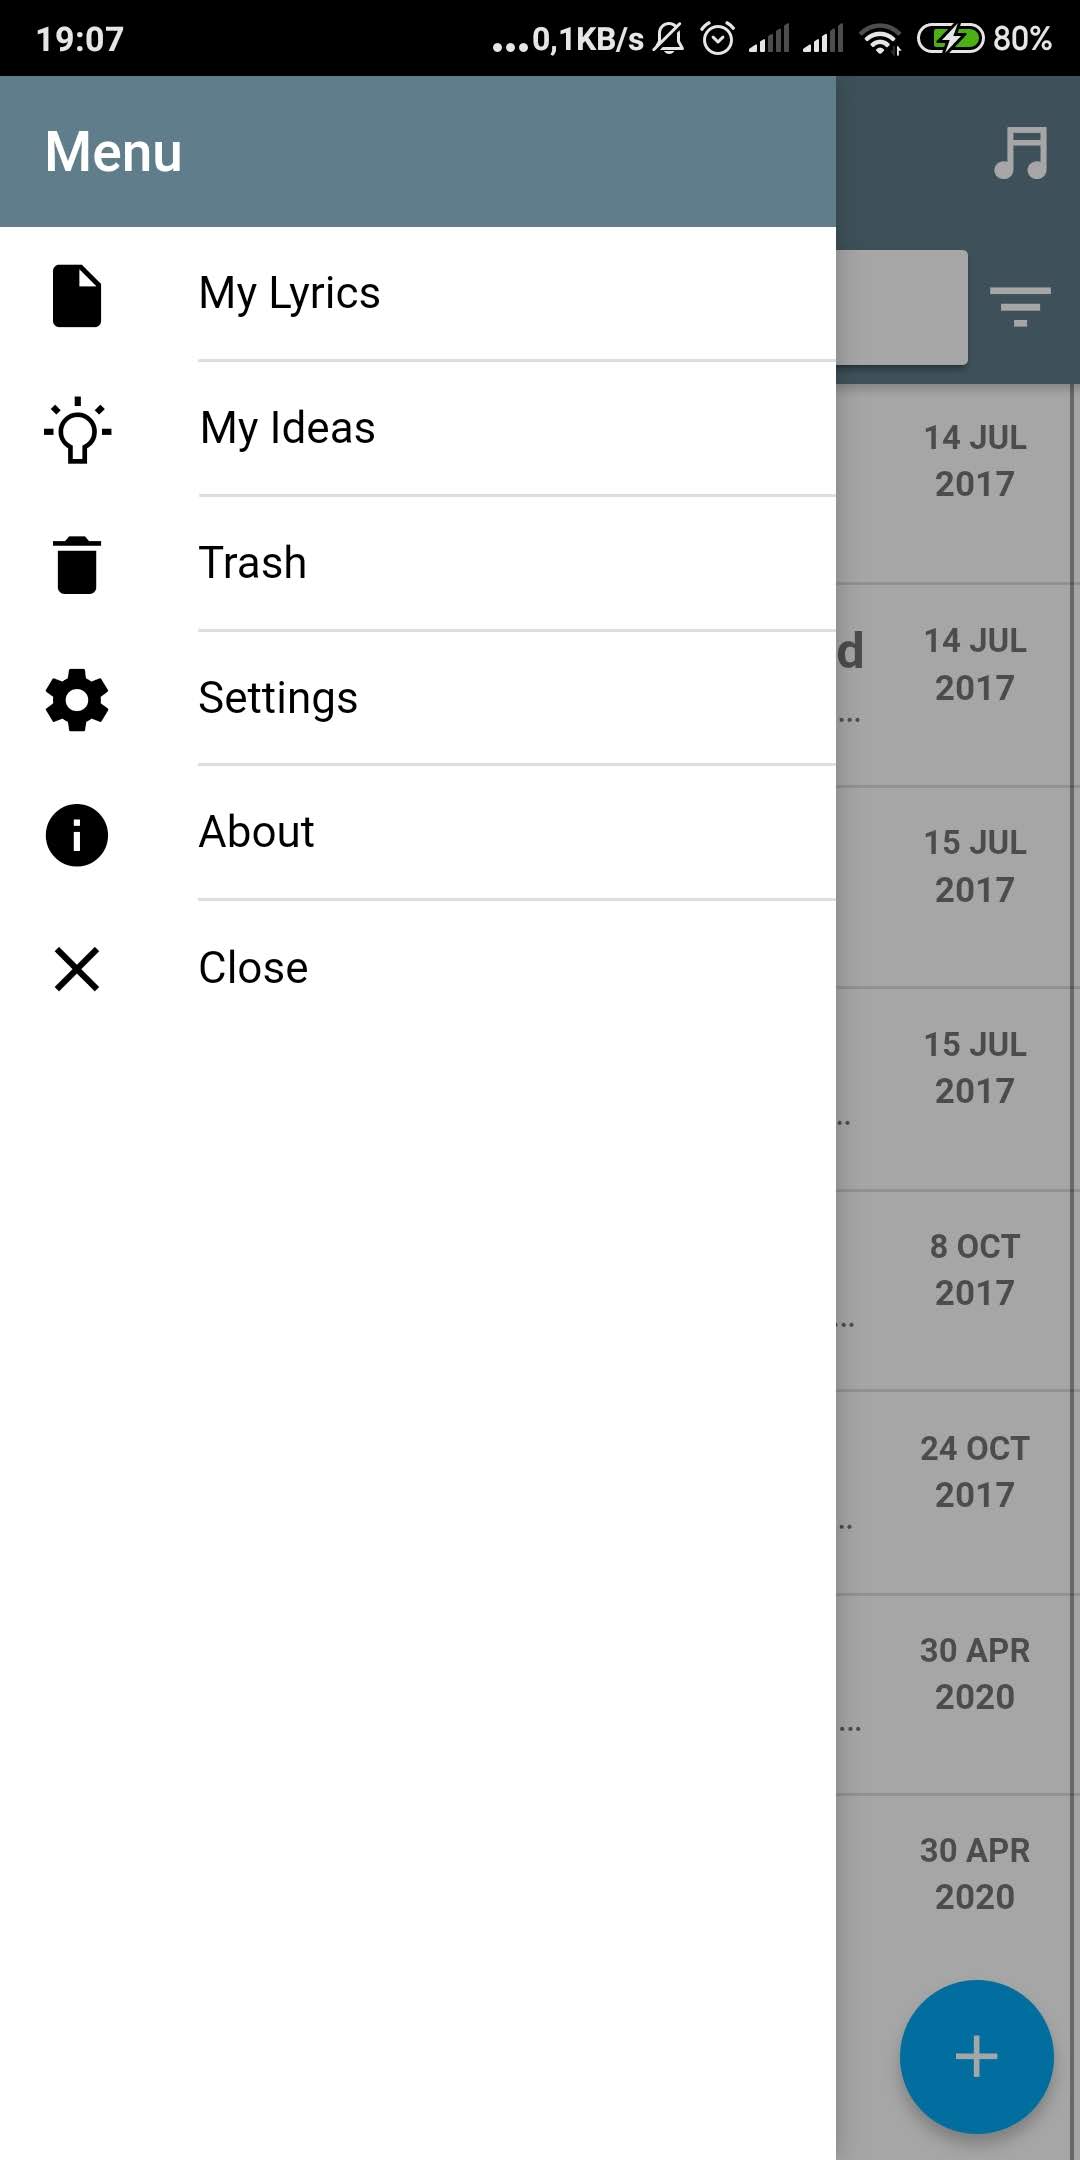 19:07 ...0,1KB/s 80%
Menu
My Lyrics
My Ideas
Trash
Settings
About
Close
14 JUL
2017
d
14 JUL
2017
...
15 JUL
2017
15 JUL
2017
..
8 OCT
2017
...
24 OCT
2017
..
30 APR
2020
...
30 APR
2020